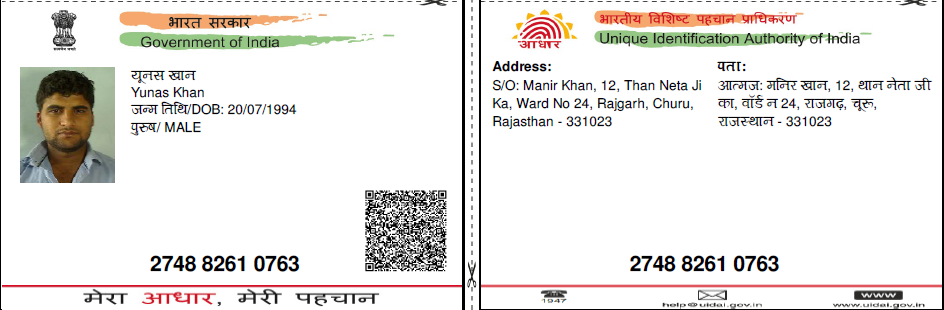 भारत सरकार
Government of India
यूनस खान
Yunas Khan
जन्म तिथि/DOB: 20/07/1994
पुरुष/ MALE
2748 8261 0763
मेरा आधार, मेरी पहचान
आधार
भारतीय विशिष्ट पहचान प्राधिकरण
Unique Identification Authority of India
Address:
S/O: Manir Khan, 12, Than Neta Ji
Ka, Ward No 24, Rajgarh, Churu,
Rajasthan - 331023
पता:
आत्मज: मनिर खान, 12, थान नेता जी
का, वॉर्ड न 24, राजगढ़, चूरू,
राजस्थान - 331023
2748 8261 0763
1947
help@uidai.gov.in
www
www.uidai.gov.in